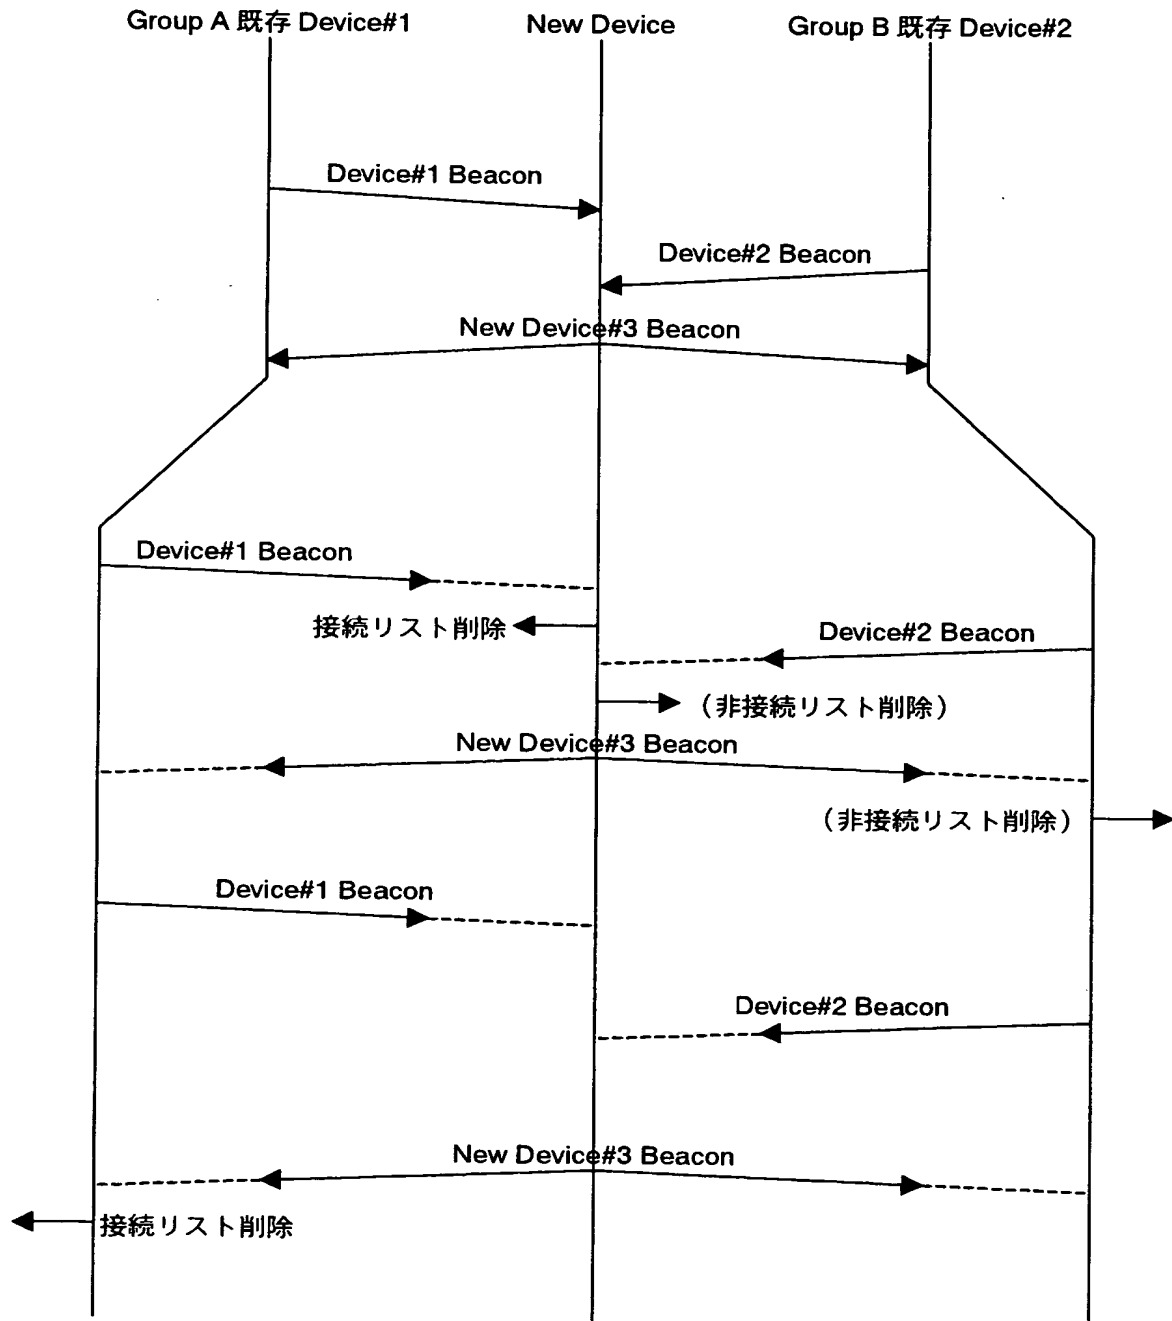 Group A 既存 Device#1
New Device
Group B 既存 Device#2
Device#1 Beacon
Device#2 Beacon
New Device#3 Beacon
Device#1 Beacon
接続リスト削除
Device#2 Beacon
（非接続リスト削除）
New Device#3 Beacon
（非接続リスト削除）
Device#1 Beacon
Device#2 Beacon
New Device#3 Beacon
接続リスト削除